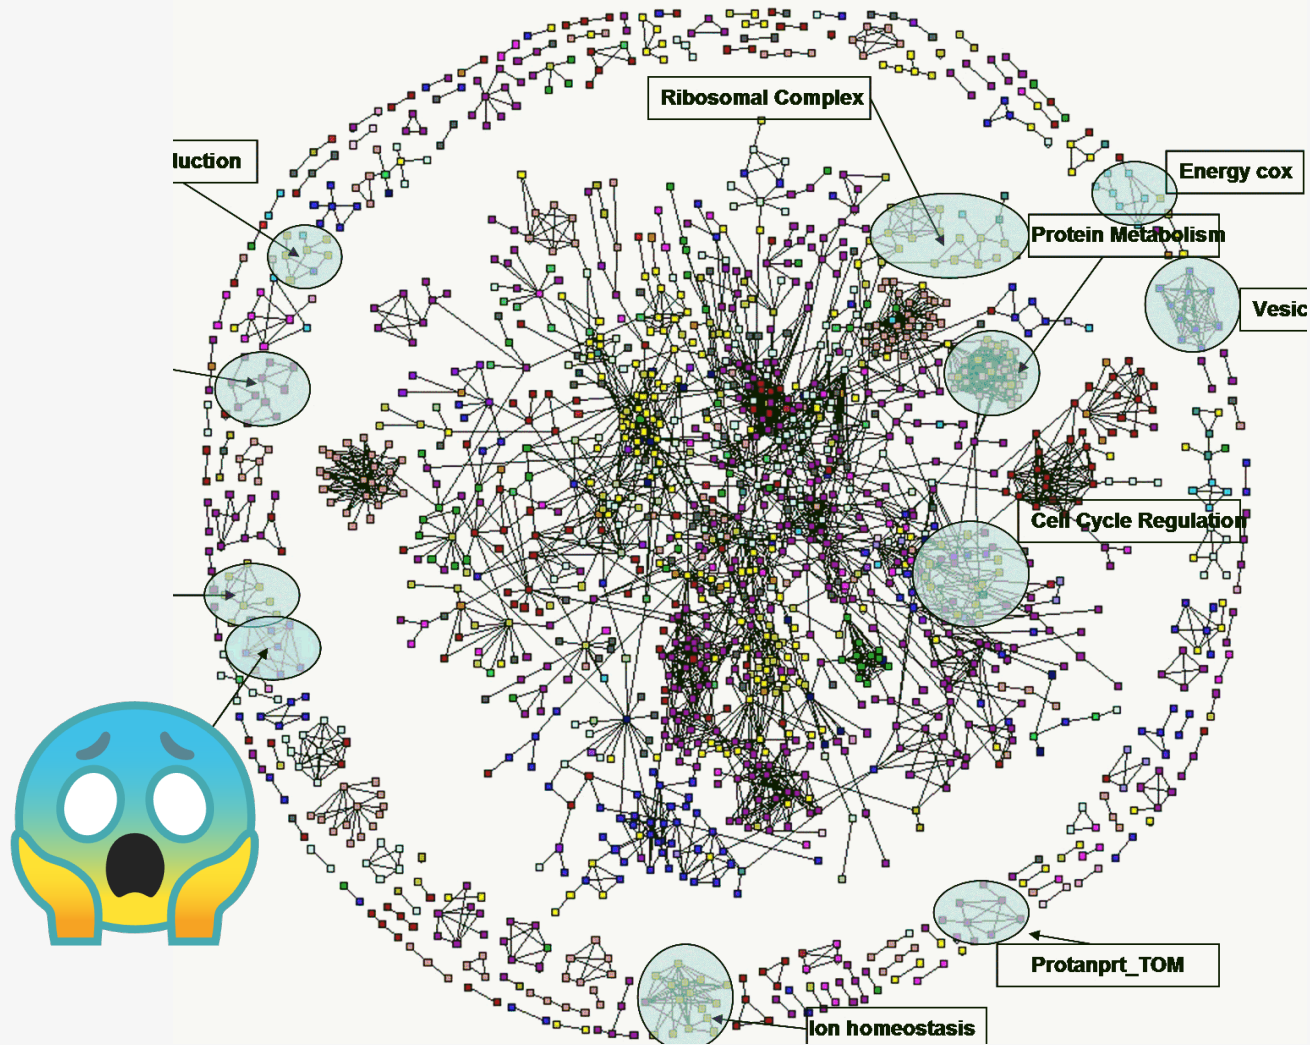 Ribosomal Complex
luction
Energy cox
Protein Metabolism
Vesic
Cell Cycle Regulation
Protanprt_TOM
Ion homeostasis